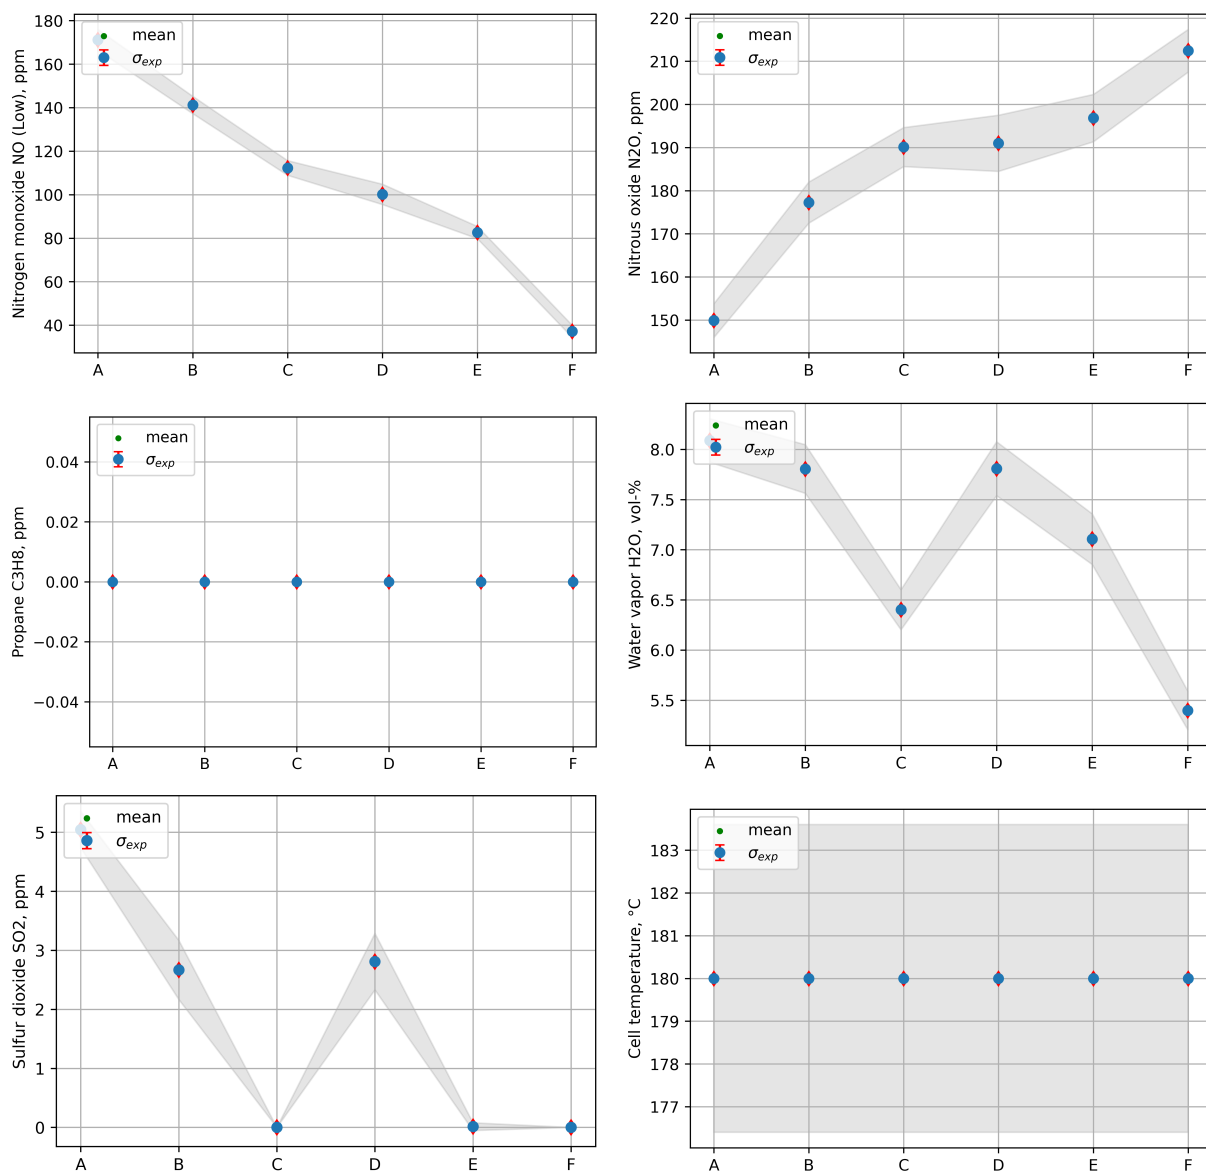 Nitrogen monoxide NO (Low), ppm
180
160
140
120
100
80
60
40
A B C D E F
mean
σexp
Nitrous oxide N2O, ppm
220
210
200
190
180
170
160
150
A B C D E F
mean
σexp
Propane C3H8, ppm
0.04
0.02
0.00
−0.02
−0.04
A B C D E F
mean
σexp
Water vapor H2O, vol-%
8.0
7.5
7.0
6.5
6.0
5.5
A B C D E F
mean
σexp
Sulfur dioxide SO2, ppm
5
4
3
2
1
0
A B C D E F
mean
σexp
Cell temperature, °C
183
182
181
180
179
178
177
A B C D E F
mean
σexp